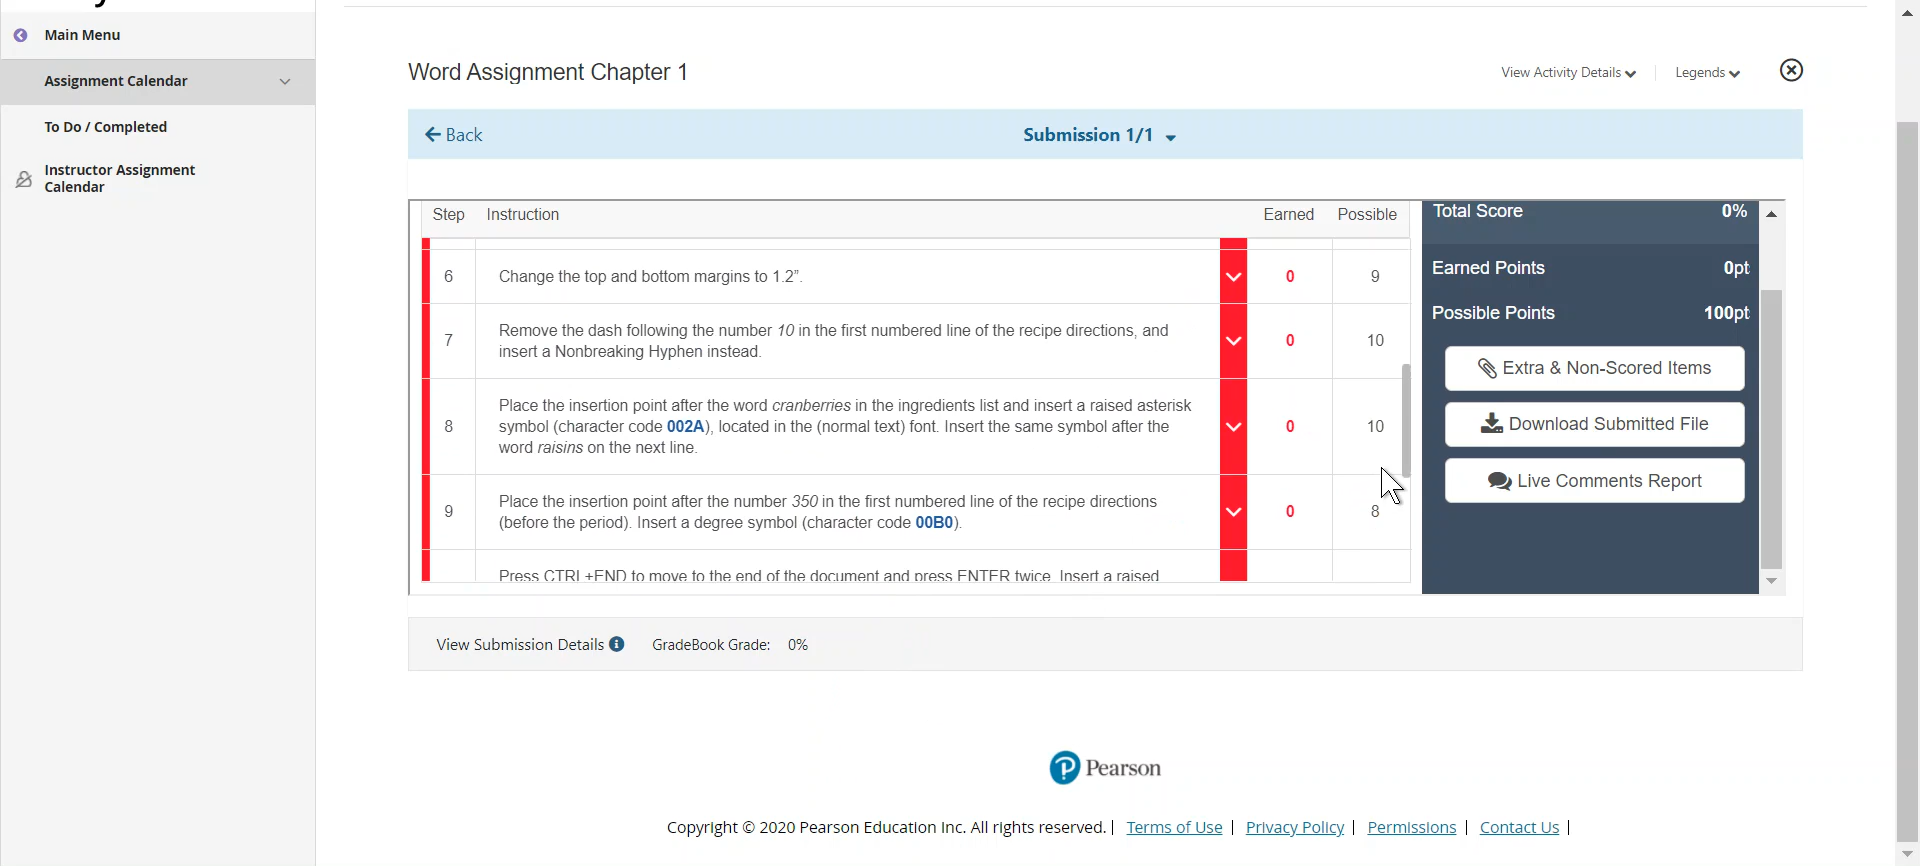 Main Menu
Assignment Calendar
To Do / Completed
Instructor Assignment
Calendar
Word Assignment Chapter 1
View Activity Details
Legends
Back
Submission 1/1
Step Instruction Earned Possible
6 Change the top and bottom margins to 1.2”. 0 9
7 Remove the dash following the number 10 in the first numbered line of the recipe directions, and
insert a Nonbreaking Hyphen instead. 0 10
8 Place the insertion point after the word cranberries in the ingredients list and insert a raised asterisk
symbol (character code 002A), located in the (normal text) font. Insert the same symbol after the
word raisins on the next line. 0 10
9 Place the insertion point after the number 350 in the first numbered line of the recipe directions
(before the period). Insert a degree symbol (character code 00B0). 0 8
Press CTRL+END to move to the end of the document and press ENTER twice. Insert a raised
Total Score 0%
Earned Points 0pt
Possible Points 100pt
Extra & Non-Scored Items
Download Submitted File
Live Comments Report
View Submission Details GradeBook Grade: 0%
Pearson
Copyright © 2020 Pearson Education Inc. All rights reserved. | Terms of Use | Privacy Policy | Permissions | Contact Us |